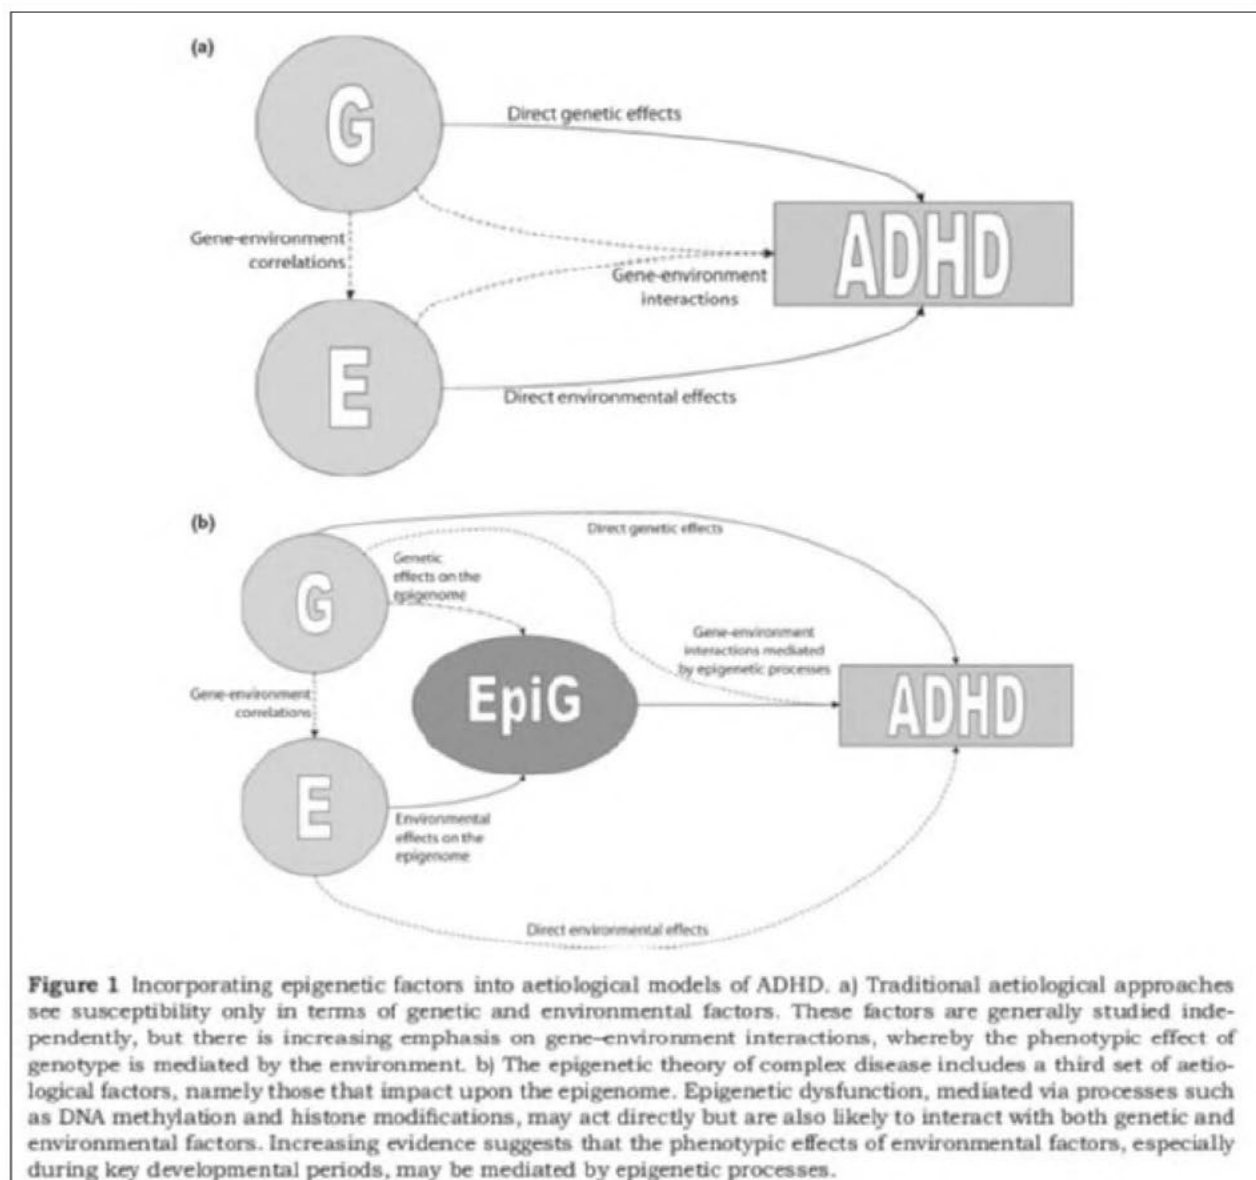 (a)
G
Direct genetic effects
Gene-environment
correlations
ADHD
Gene-environment
interactions
E
Direct environmental effects
(b)
Direct genetic effects
G
Genetic
effects on the
epigenome
Gene-environment
interactions mediated
by epigenetic processes
EpiG
Gene-environment
correlations
ADHD
E
Environmental
effects on the
epigenome
Direct environmental effects
Figure 1 Incorporating epigenetic factors into aetiological models of ADHD. a) Traditional aetiological approaches
see susceptibility only in terms of genetic and environmental factors. These factors are generally studied inde-
pendently, but there is increasing emphasis on gene–environment interactions, whereby the phenotypic effect of
genotype is mediated by the environment. b) The epigenetic theory of complex disease includes a third set of aetio-
logical factors, namely those that impact upon the epigenome. Epigenetic dysfunction, mediated via processes such
as DNA methylation and histone modifications, may act directly but are also likely to interact with both genetic and
environmental factors. Increasing evidence suggests that the phenotypic effects of environmental factors, especially
during key developmental periods, may be mediated by epigenetic processes.